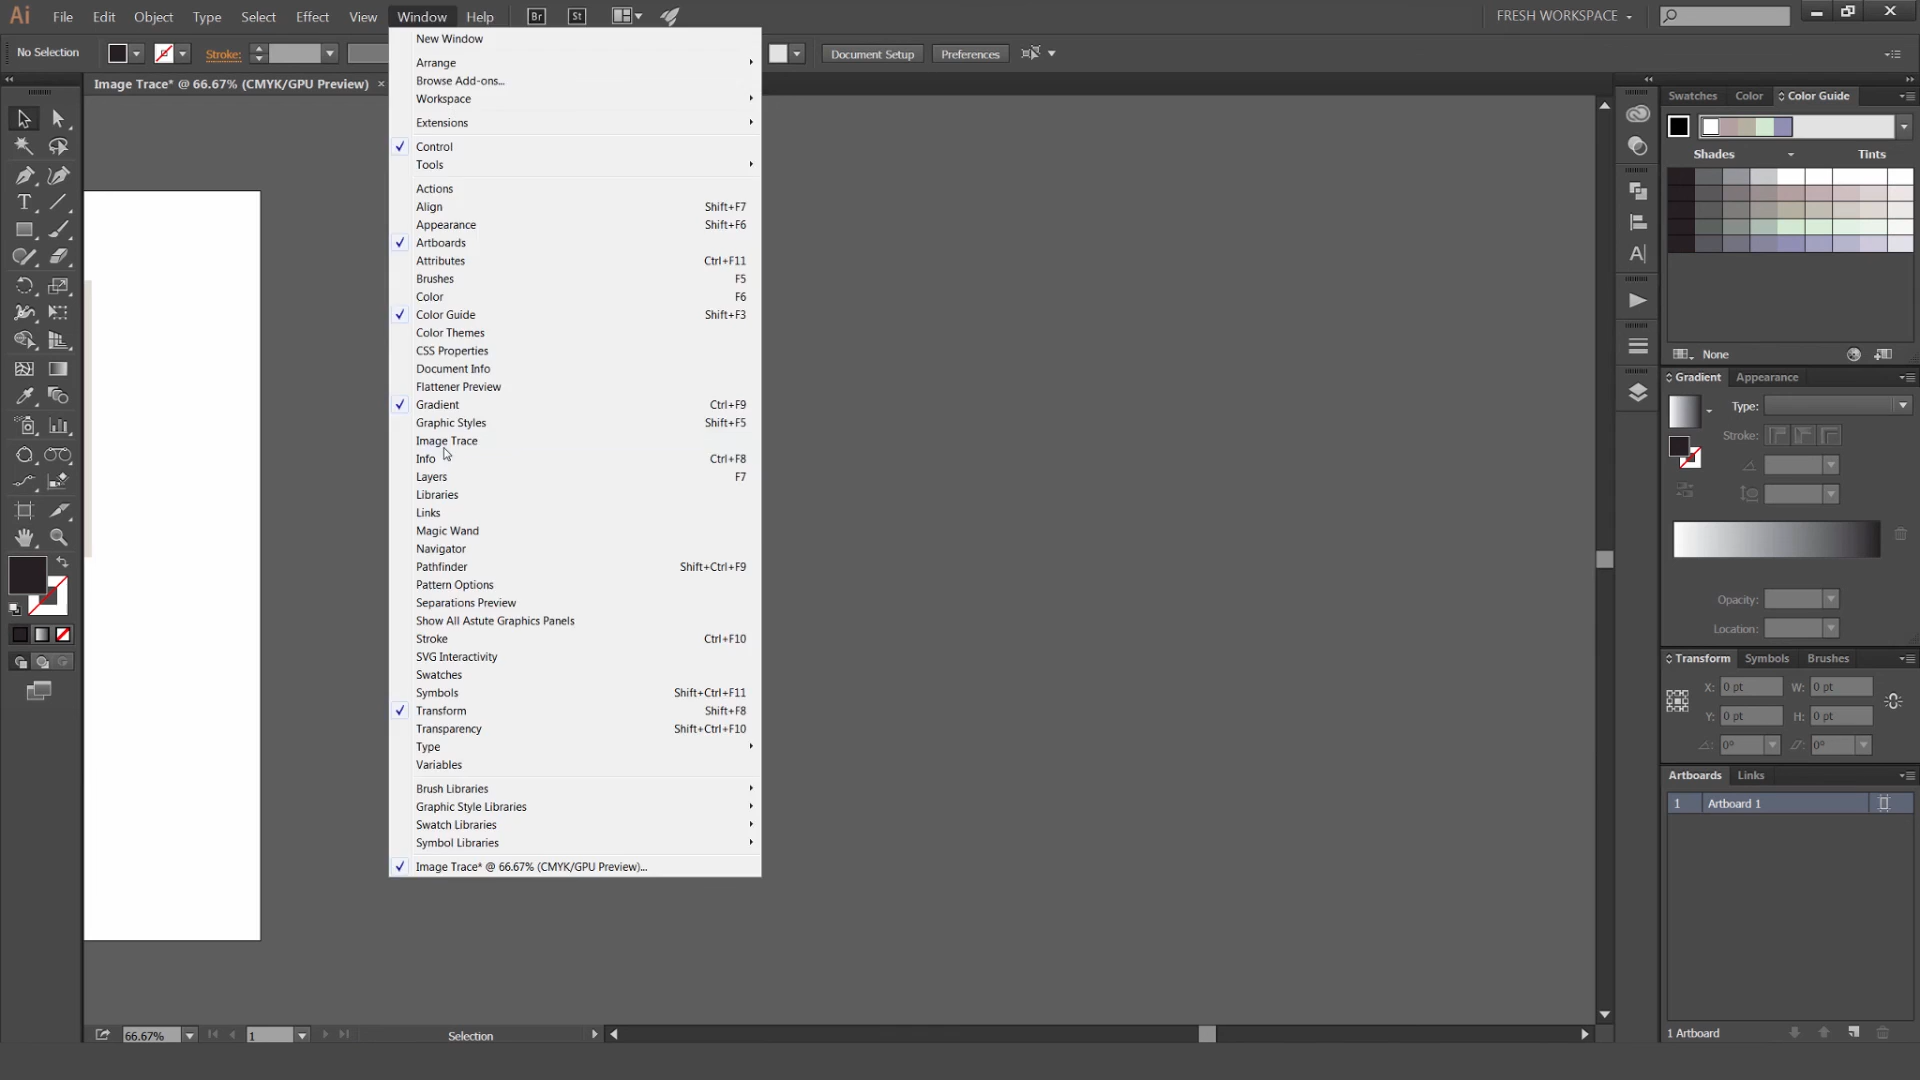 Ai File Edit Object Type Select Effect View Window Help Br St FRESH WORKSPACE
No Selection Stroke: Document Setup Preferences
Image Trace* @ 66.67% (CMYK/GPU Preview) ×
New Window
Arrange
Browse Add-ons...
Workspace
Extensions
Control
Tools
Actions
Align Shift+F7
Appearance Shift+F6
Artboards
Attributes Ctrl+F11
Brushes F5
Color F6
Color Guide Shift+F3
Color Themes
CSS Properties
Document Info
Flattener Preview
Gradient Ctrl+F9
Graphic Styles Shift+F5
Image Trace
Info Ctrl+F8
Layers F7
Libraries
Links
Magic Wand
Navigator
Pathfinder Shift+Ctrl+F9
Pattern Options
Separations Preview
Show All Astute Graphics Panels
Stroke Ctrl+F10
SVG Interactivity
Swatches
Symbols Shift+Ctrl+F11
Transform Shift+F8
Transparency Shift+Ctrl+F10
Type
Variables
Brush Libraries
Graphic Style Libraries
Swatch Libraries
Symbol Libraries
Image Trace* @ 66.67% (CMYK/GPU Preview)...
Swatches Color Color Guide
Shades Tints
None
Gradient Appearance
Type:
Stroke:
Opacity:
Location:
Transform Symbols Brushes
X: 0 pt W: 0 pt
Y: 0 pt H: 0 pt
0° 0°
Artboards Links
1 Artboard 1
1 Artboard
66.67% 1 Selection